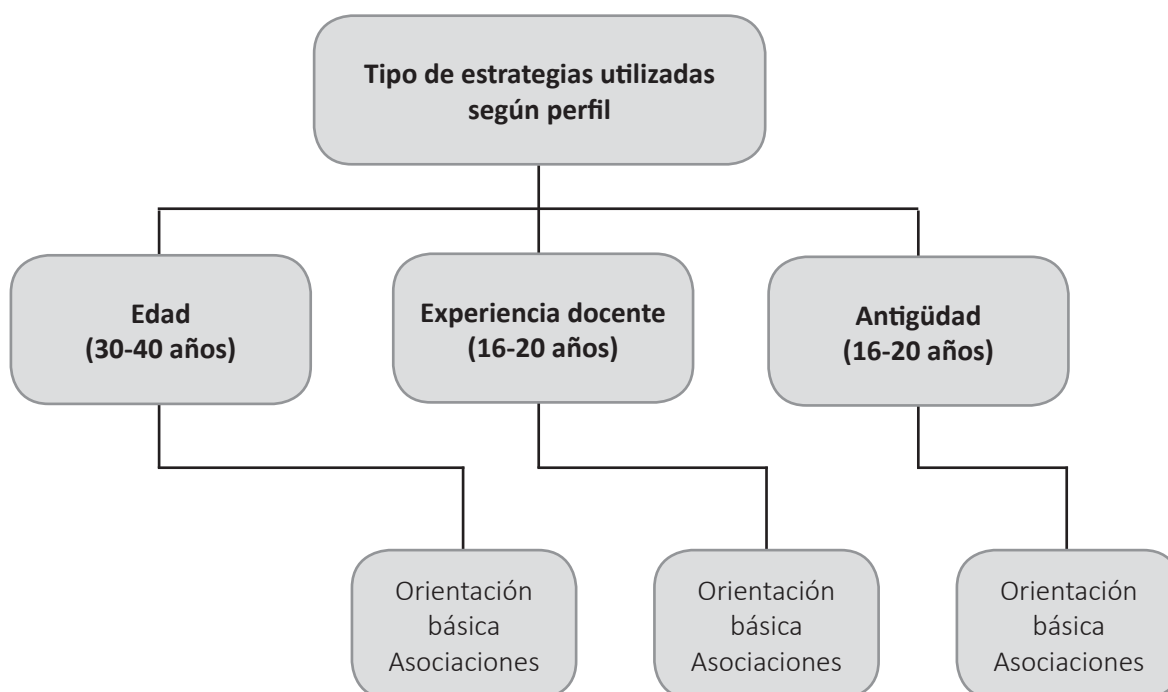 Tipo de estrategias utilizadas
según perfil
Edad
(30-40 años)
Experiencia docente
(16-20 años)
Antigüdad
(16-20 años)
Orientación
básica
Asociaciones
Orientación
básica
Asociaciones
Orientación
básica
Asociaciones